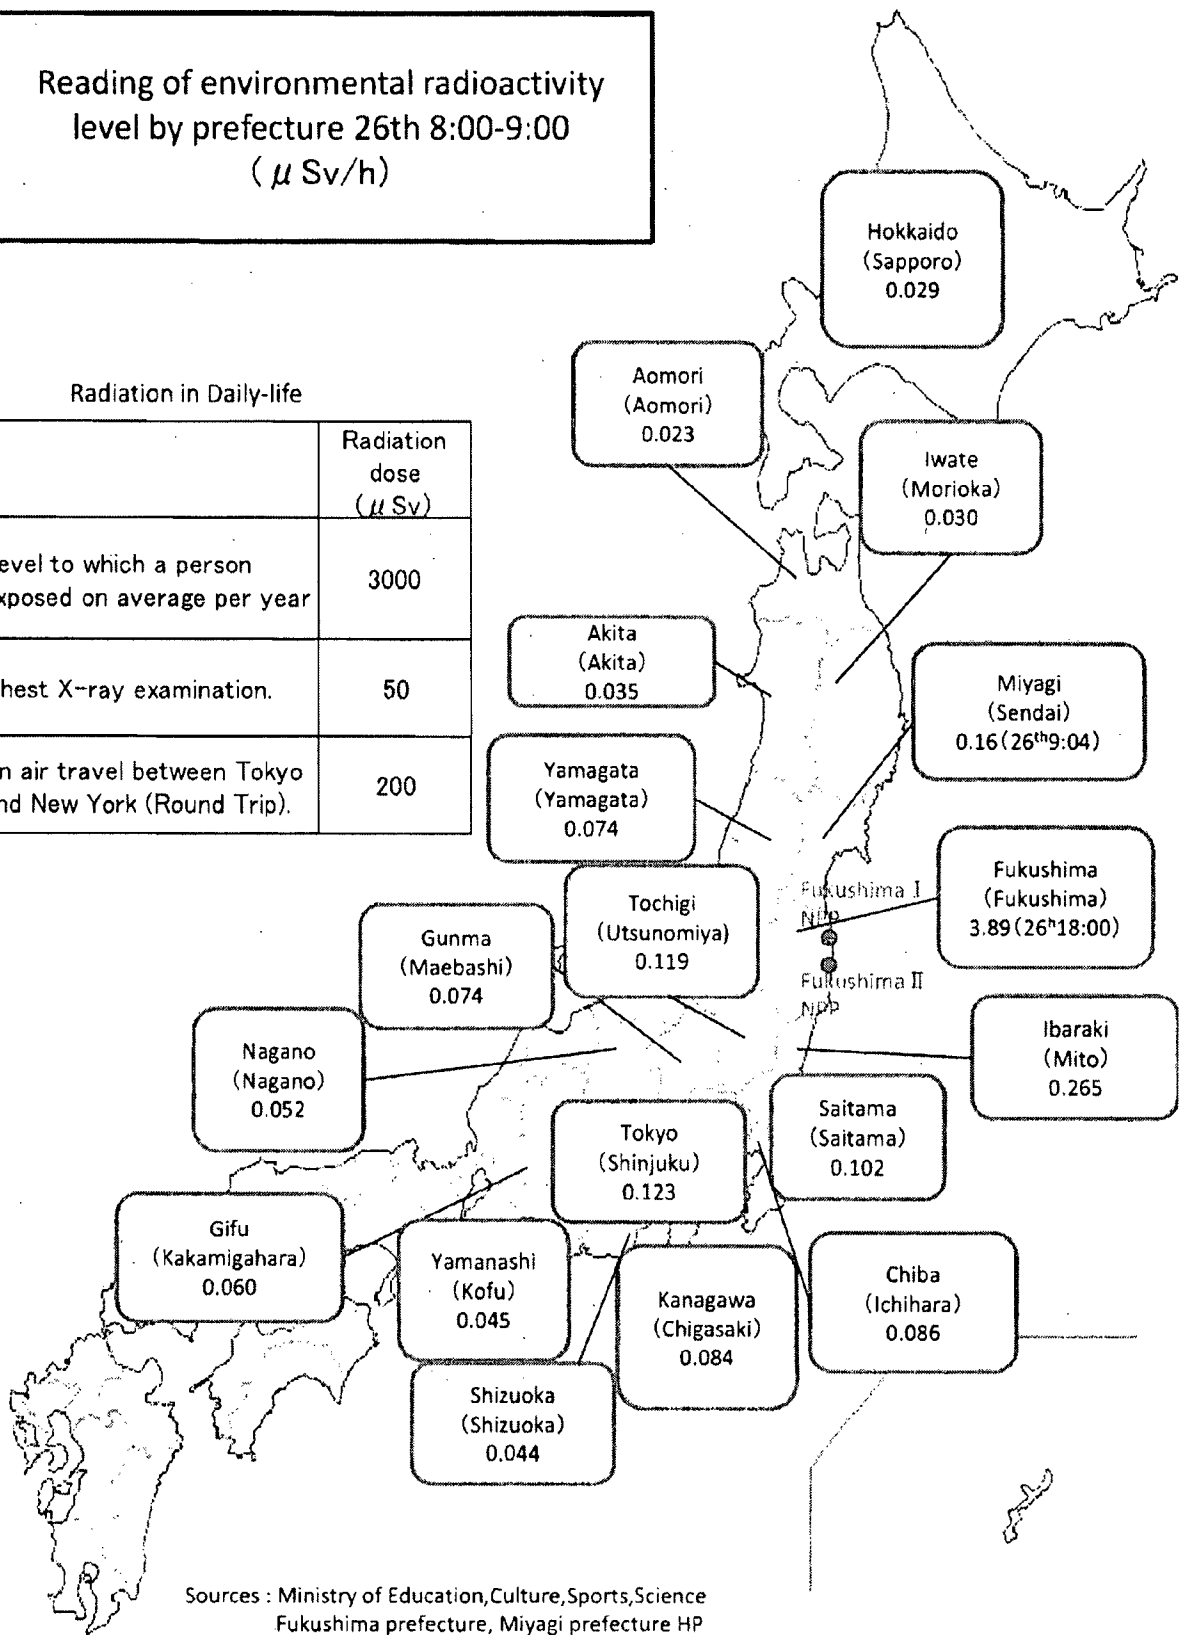 Reading of environmental radioactivity
level by prefecture 26th 8:00-9:00
(μSv/h)
Hokkaido
(Sapporo)
0.029
Aomori
(Aomori)
0.023
Iwate
(Morioka)
0.030
Radiation in Daily-life
Radiation
dose
(μSv)
evel to which a person
xposed on average per year
3000
hest X-ray examination.
50
n air travel between Tokyo
nd New York (Round Trip).
200
Akita
(Akita)
0.035
Miyagi
(Sendai)
0.16(26th9:04)
Yamagata
(Yamagata)
0.074
Fukushima
(Fukushima)
3.89(26h18:00)
Fukushima I
NPP
Fukushima II
NPP
Tochigi
(Utsunomiya)
0.119
Gunma
(Maebashi)
0.074
Ibaraki
(Mito)
0.265
Nagano
(Nagano)
0.052
Saitama
(Saitama)
0.102
Tokyo
(Shinjuku)
0.123
Gifu
(Kakamigahara)
0.060
Yamanashi
(Kofu)
0.045
Kanagawa
(Chigasaki)
0.084
Chiba
(Ichihara)
0.086
Shizuoka
(Shizuoka)
0.044
Sources : Ministry of Education,Culture,Sports,Science
Fukushima prefecture, Miyagi prefecture HP